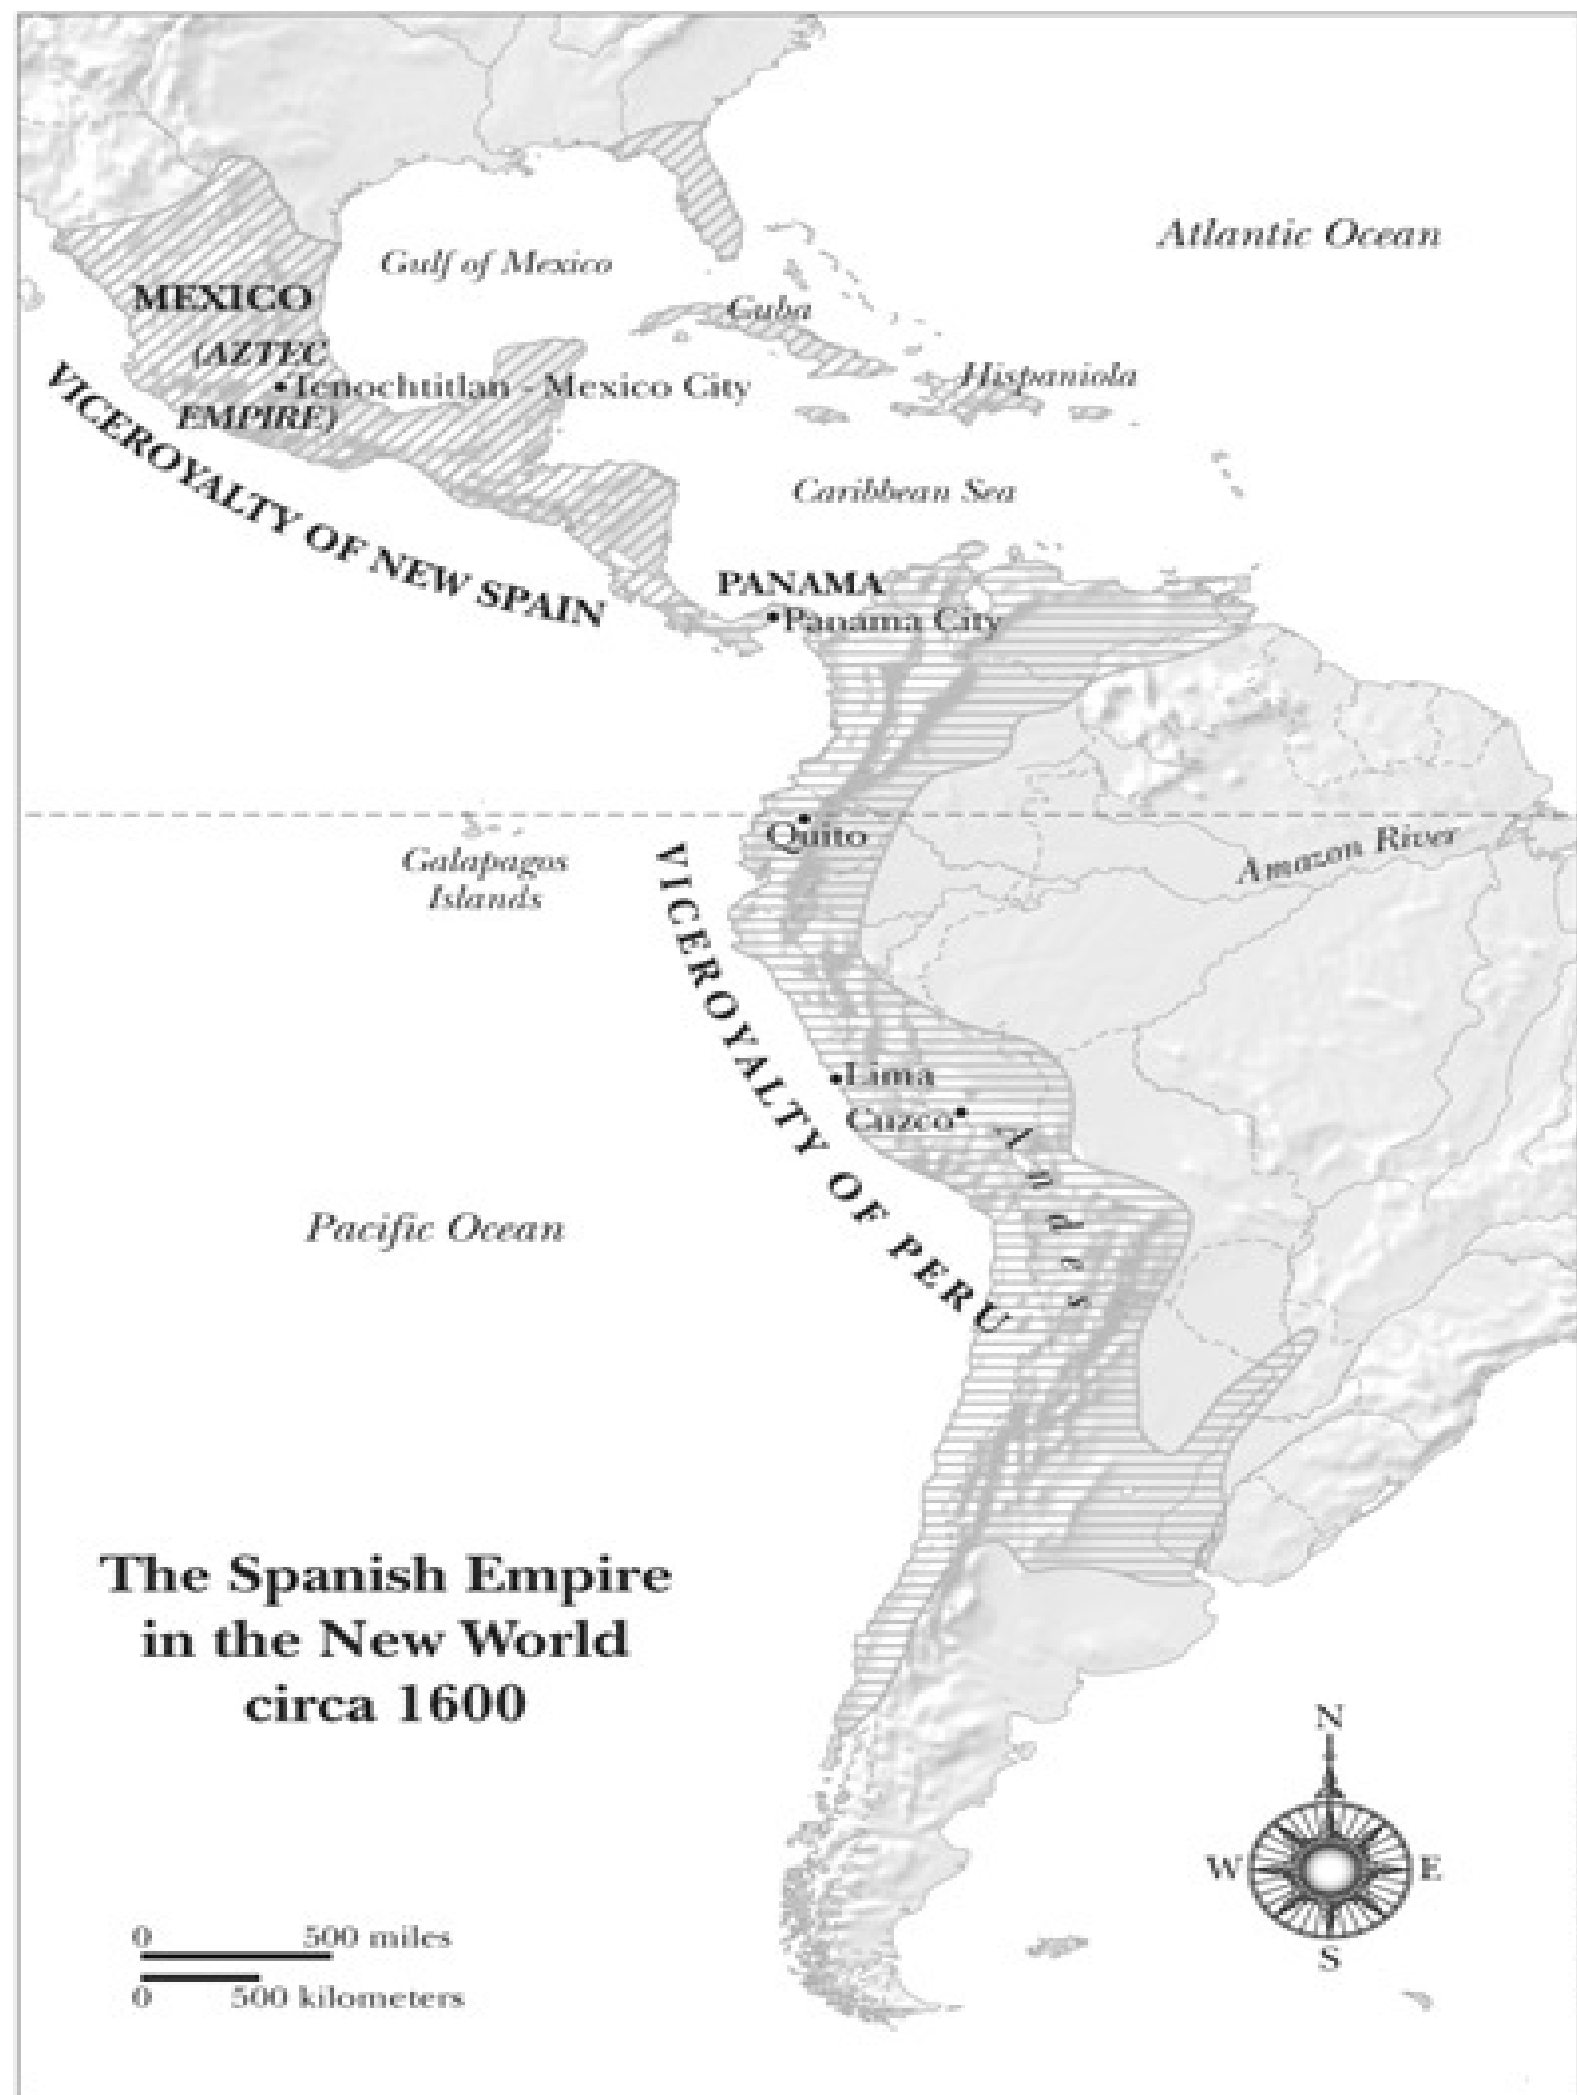 Atlantic Ocean
Gulf of Mexico
MEXICO
Cuba
(AZTEC
Hispaniola
Tenochtitlan - Mexico City
EMPIRE)
VICEROYALTY OF NEW SPAIN
Caribbean Sea
PANAMA
Panama City
Quito
Galapagos
Islands
Amazon River
VICEROYALTY OF PERU
Lima
Cuzco
Andes
Pacific Ocean
The Spanish Empire
in the New World
circa 1600
N
W E
S
0 500 miles
0 500 kilometers